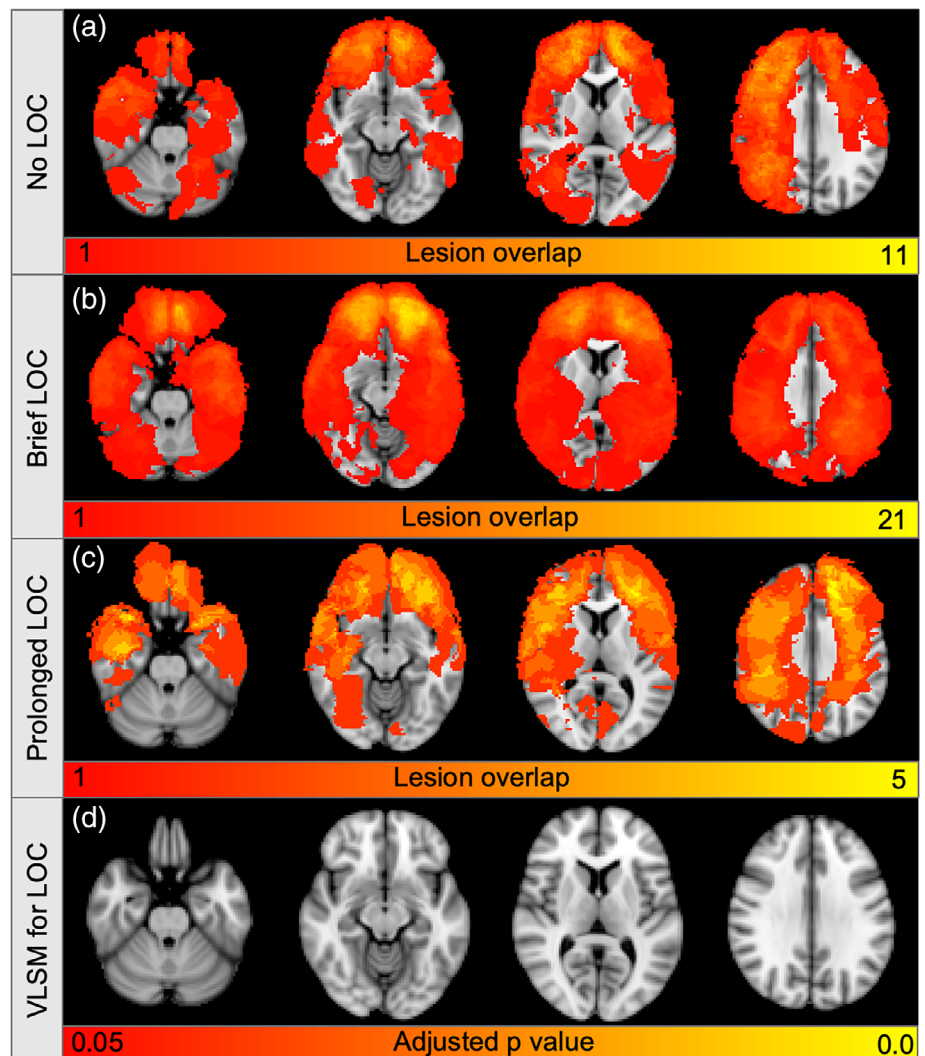 (a)
No LOC
1 Lesion overlap 11
(b)
Brief LOC
1 Lesion overlap 21
(c)
Prolonged LOC
1 Lesion overlap 5
(d)
VLSM for LOC
0.05 Adjusted p value 0.0